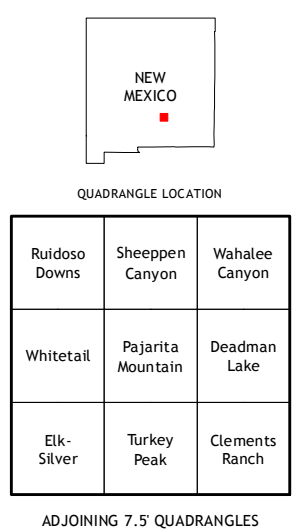 NEW
MEXICO
QUADRANGLE LOCATION
Ruidoso
Downs
Sheeppen
Canyon
Wahalee
Canyon
Whitetail
Pajarita
Mountain
Deadman
Lake
Elk-
Silver
Turkey
Peak
Clements
Ranch
ADJOINING 7.5' QUADRANGLES